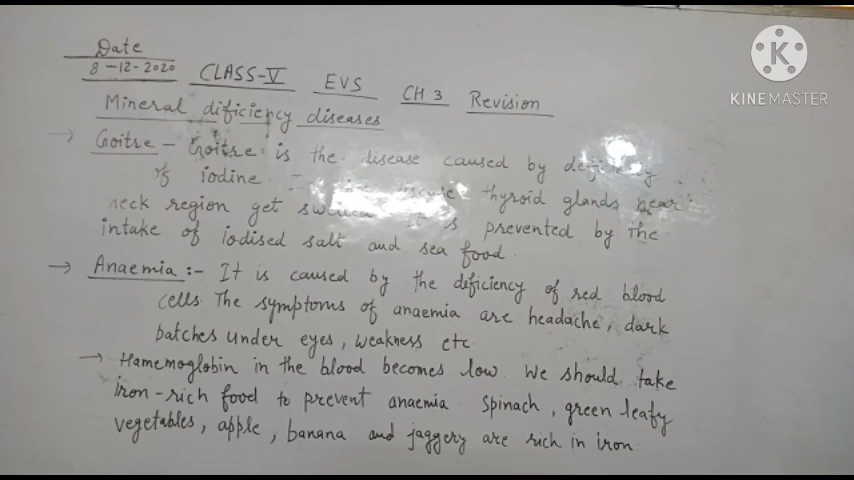 Date
8-12-2020 CLASS-V EVS CH 3 Revision
Mineral dificiency diseases
→ Goitre - Goitre is the disease caused by deficiency
of iodine. thyroid glands near
neck region get It is prevented by the
intake of iodised salt and sea food.
→ Anaemia :- It is caused by the deficiency of red blood
cells. The symptoms of anaemia are headache, dark
patches under eyes, weakness etc.
→ Hamemoglobin in the blood becomes low. We should take
iron-rich food to prevent anaemia. Spinach, green leafy
vegetables, apple, banana and jaggery are rich in iron
KINEMASTER